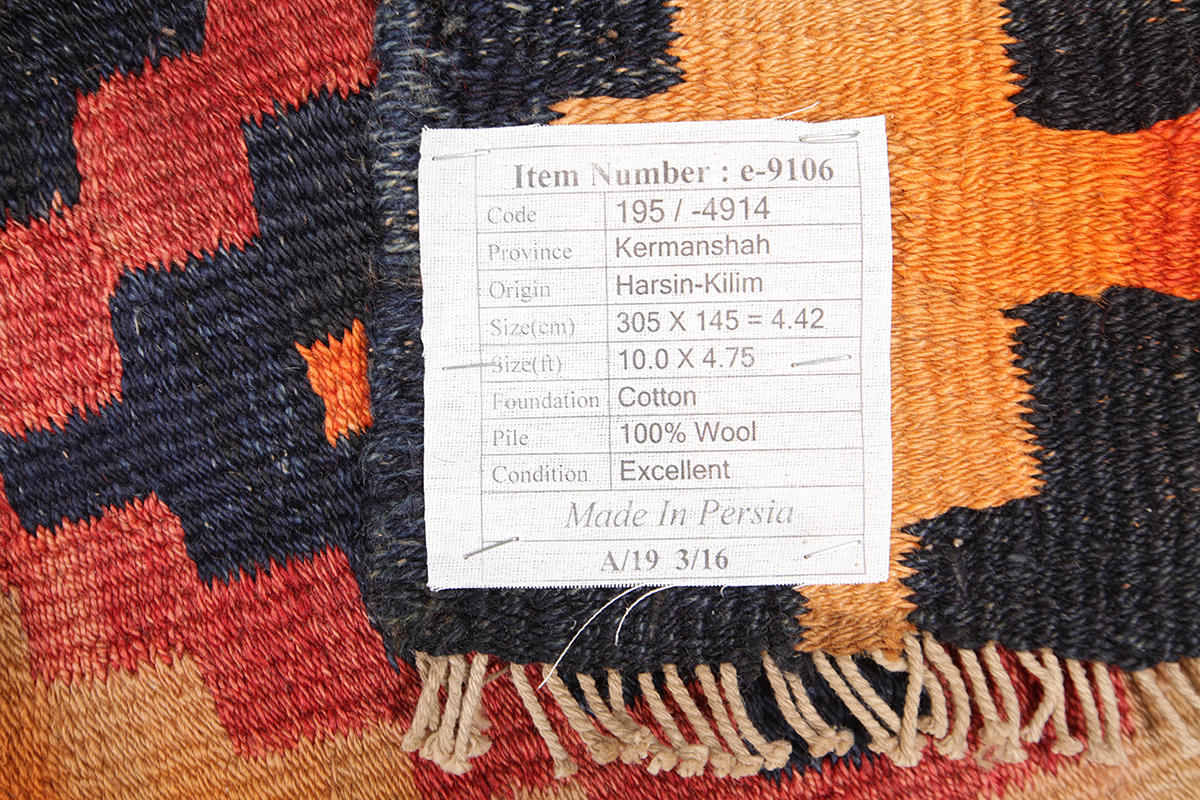 Item Number : e-9106
Code 195 / -4914
Province Kermanshah
Origin Harsin-Kilim
Size(cm) 305 X 145 = 4.42
Size(ft) 10.0 X 4.75
Foundation Cotton
Pile 100% Wool
Condition Excellent
Made In Persia
A/19 3/16